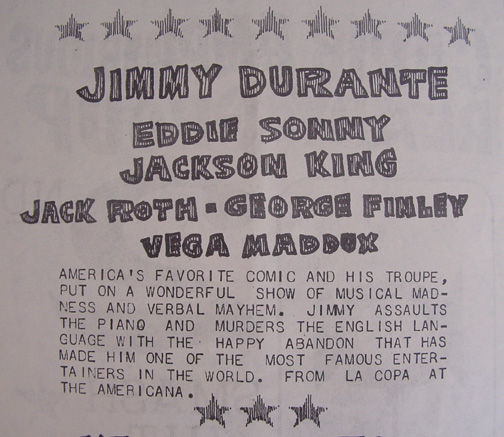 JIMMY DURANTE
EDDIE SONNY
JACKSON KING
JACK ROTH - GEORGE FINLEY
VEGA MADDUX
AMERICA'S FAVORITE COMIC AND HIS TROUPE,
PUT ON A WONDERFUL SHOW OF MUSICAL MAD-
NESS AND VERBAL MAYHEM. JIMMY ASSAULTS
THE PIANO AND MURDERS THE ENGLISH LAN-
GUAGE WITH THE HAPPY ABANDON THAT HAS
MADE HIM ONE OF THE MOST FAMOUS ENTER-
TAINERS IN THE WORLD. FROM LA COPA AT
THE AMERICANA.